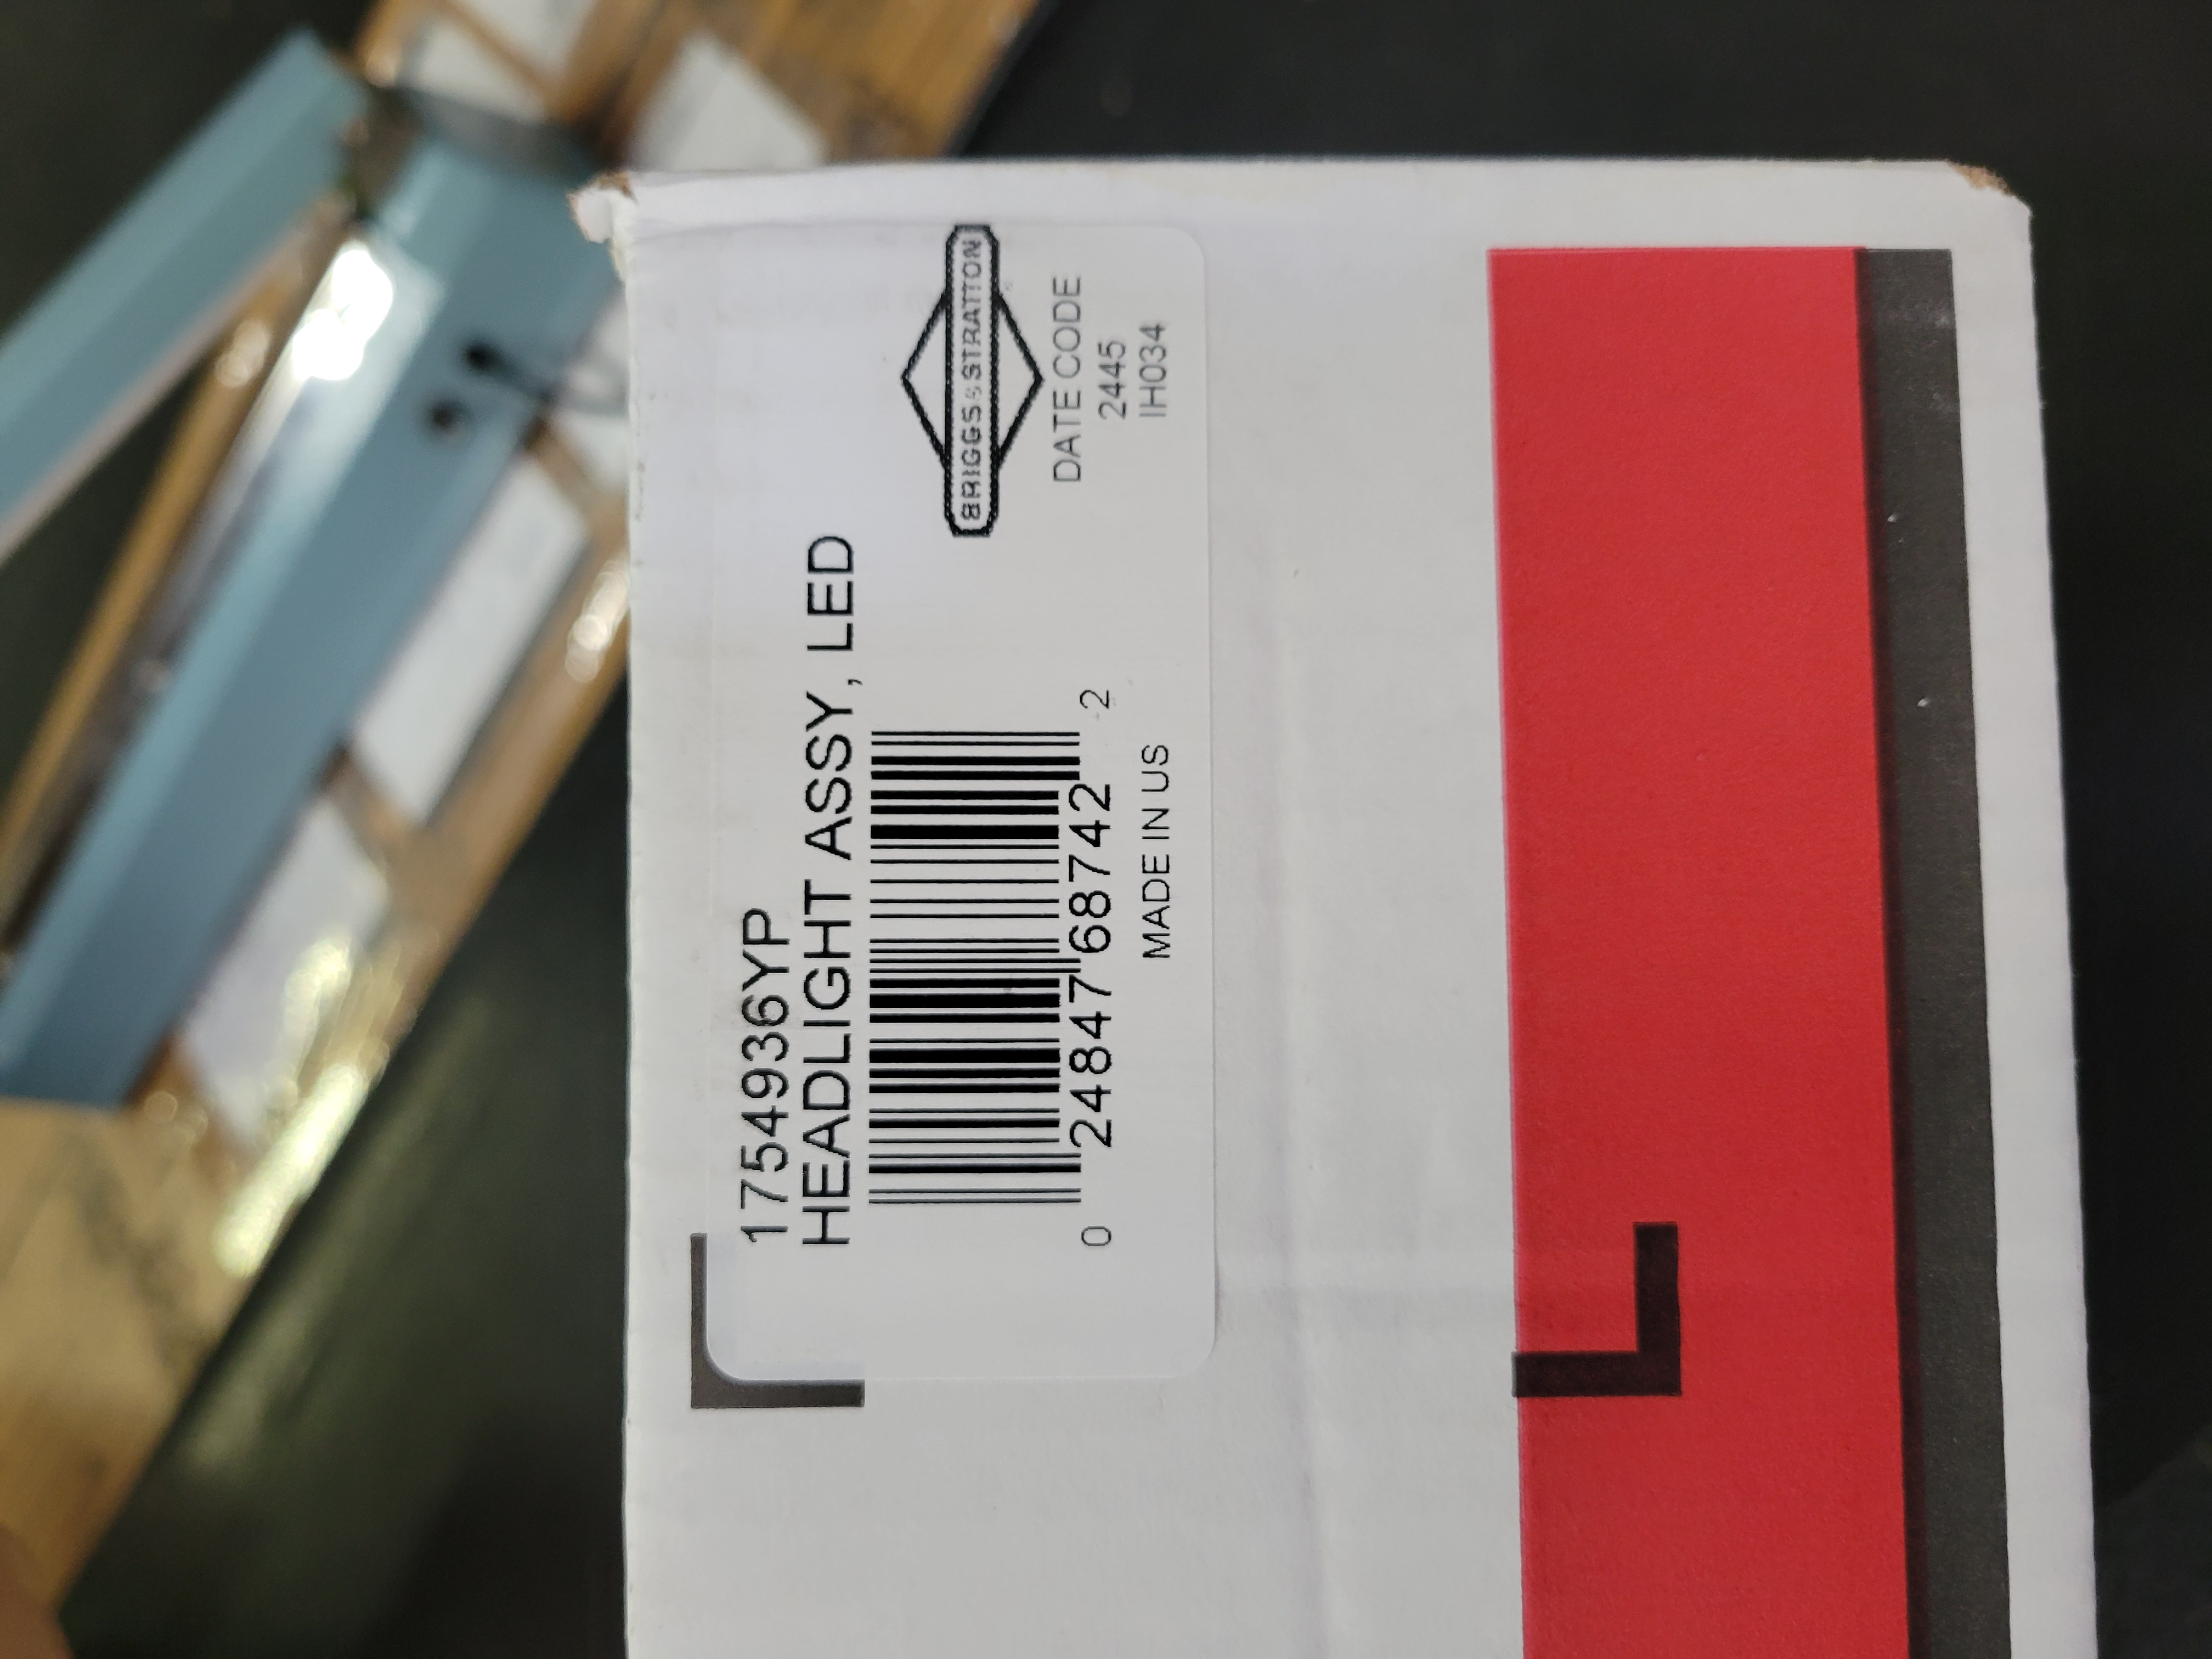 1754936YP
HEADLIGHT ASSY, LED
0 24847 68742 2
MADE IN US
BRIGGS & STRATTON
DATE CODE
2445
IH034